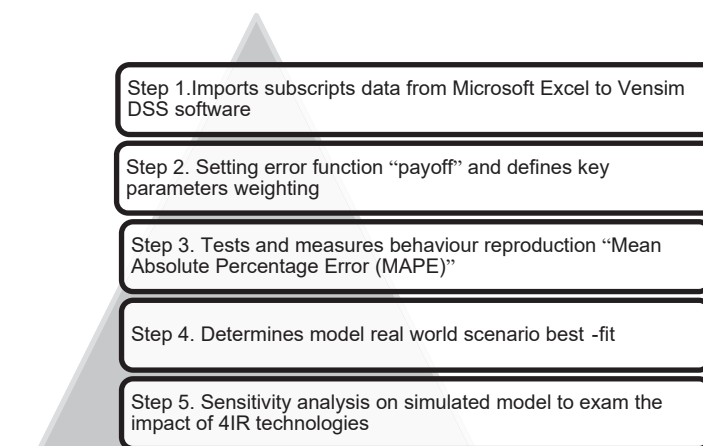 Step 1.Imports subscripts data from Microsoft Excel to Vensim
DSS software
Step 2. Setting error function “payoff” and defines key
parameters weighting
Step 3. Tests and measures behaviour reproduction “Mean
Absolute Percentage Error (MAPE)”
Step 4. Determines model real world scenario best -fit
Step 5. Sensitivity analysis on simulated model to exam the
impact of 4IR technologies